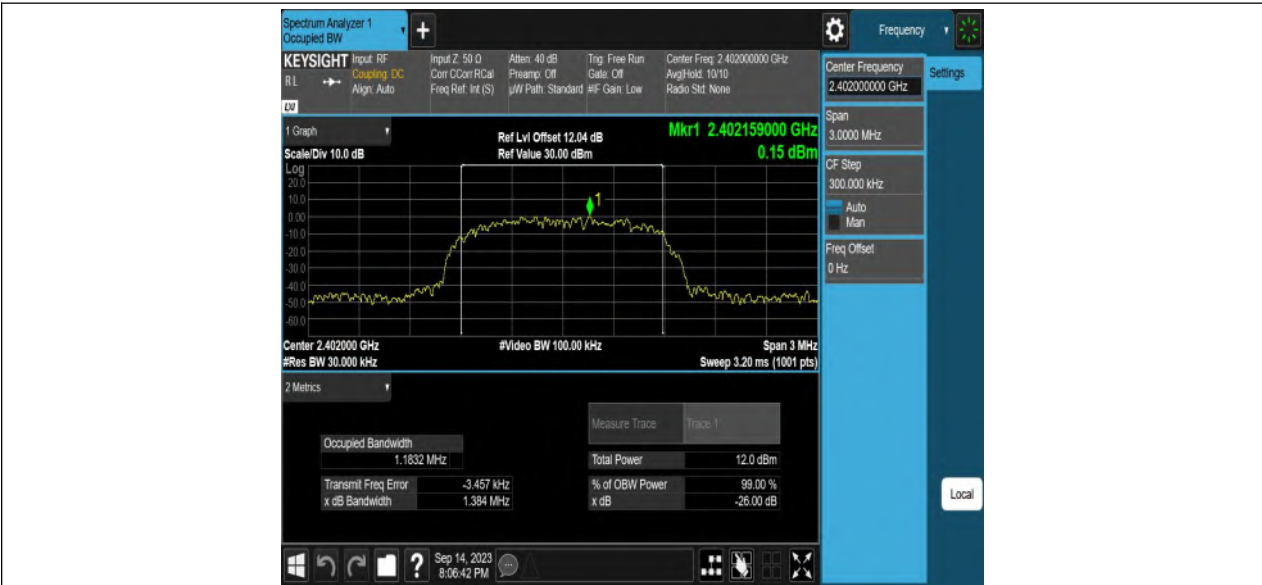 Spectrum Analyzer 1
Occupied BW
+
Frequency
KEYSIGHT
RL
LXI
Input: RF
Coupling: DC
Align: Auto
Input Z: 50 Ω
Corr CCorr RCal
Freq Ref: Int (S)
Atten: 40 dB
Preamp: Off
µW Path: Standard
Trig: Free Run
Gate: Off
#IF Gain: Low
Center Freq: 2.402000000 GHz
Avg|Hold: 10/10
Radio Std: None
Center Frequency
2.402000000 GHz
Settings
Span
3.0000 MHz
CF Step
300.000 kHz
Auto
Man
Freq Offset
0 Hz
Local
1 Graph
Scale/Div 10.0 dB
Ref Lvl Offset 12.04 dB
Ref Value 30.00 dBm
Mkr1 2.402159000 GHz
0.15 dBm
Log
20.0
10.0
0.00
-10.0
-20.0
-30.0
-40.0
-50.0
-60.0
1
Center 2.402000 GHz
#Res BW 30.000 kHz
#Video BW 100.00 kHz
Span 3 MHz
Sweep 3.20 ms (1001 pts)
2 Metrics
Measure Trace Trace 1
Occupied Bandwidth
1.1832 MHz
Total Power 12.0 dBm
Transmit Freq Error -3.457 kHz
% of OBW Power 99.00 %
x dB Bandwidth 1.384 MHz
x dB -26.00 dB
?
Sep 14, 2023
8:06:42 PM